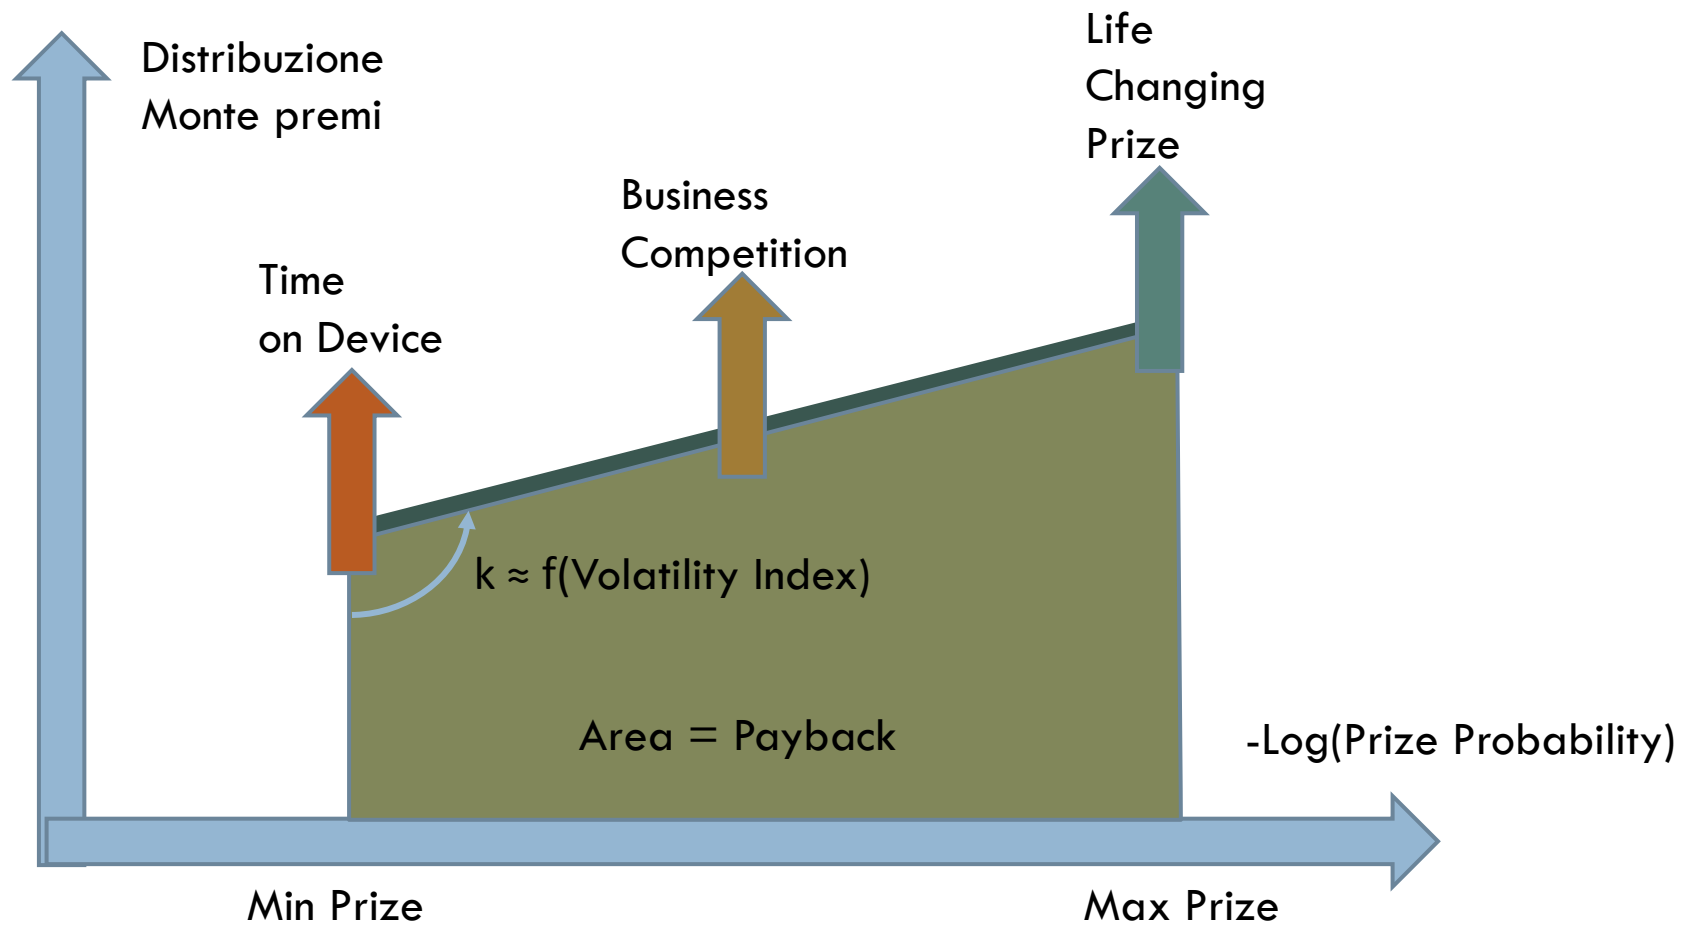 Distribuzione
Monte premi
Life
Changing
Prize
Business
Competition
Time
on Device
k ≈ f(Volatility Index)
Area = Payback
-Log(Prize Probability)
Min Prize
Max Prize